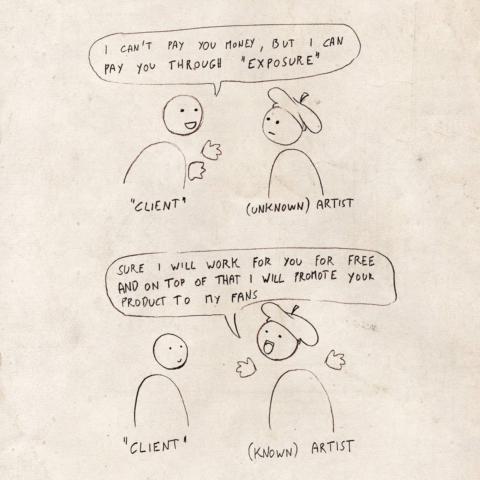 I CAN'T PAY YOU MONEY, BUT I CAN
PAY YOU THROUGH "EXPOSURE"
"CLIENT"
(UNKNOWN) ARTIST
SURE I WILL WORK FOR YOU FOR FREE
AND ON TOP OF THAT I WILL PROMOTE YOUR
PRODUCT TO MY FANS
"CLIENT"
(KNOWN) ARTIST